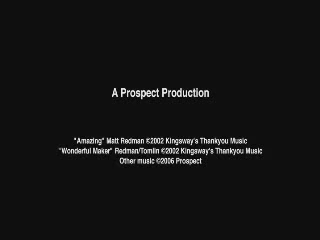 A Prospect Production
"Amazing" Matt Redman ©2002 Kingsway's Thankyou Music
"Wonderful Maker" Redman/Tomlin ©2002 Kingsway's Thankyou Music
Other music ©2006 Prospect